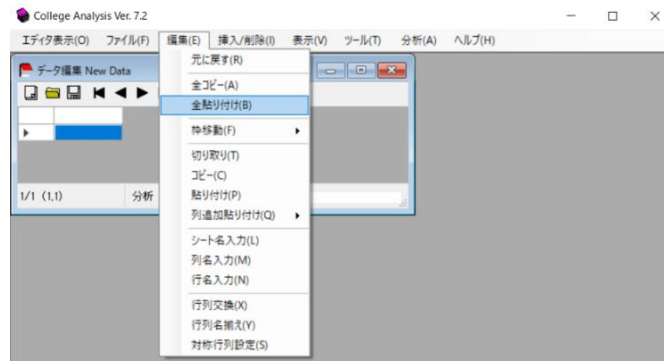 College Analysis Ver. 7.2
エディタ表示(O) ファイル(F) 編集(E) 挿入/削除(I) 表示(V) ツール(T) 分析(A) ヘルプ(H)
データ編集 New Data
元に戻す(R)
全コピー(A)
全貼り付け(B)
枠移動(F)
切り取り(T)
コピー(C)
貼り付け(P)
列追加貼り付け(Q)
シート名入力(L)
列名入力(M)
行名入力(N)
行列交換(X)
行列名揃え(Y)
対称行列設定(S)
1/1 (1,1) 分析